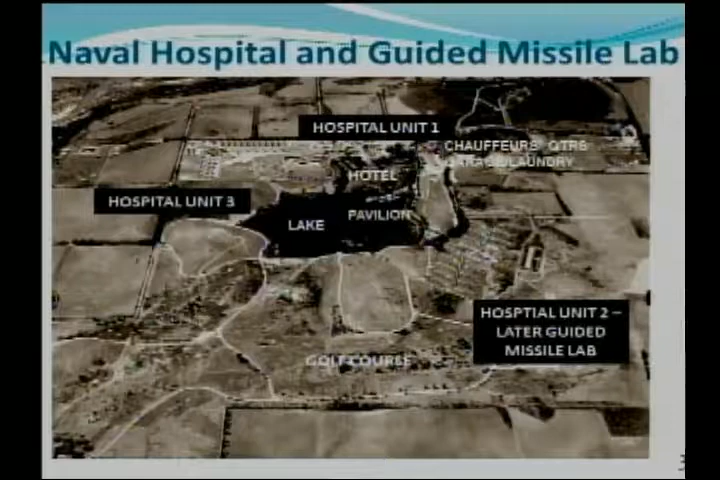 Naval Hospital and Guided Missile Lab
HOSPITAL UNIT 1
CHAUFFEURS QTRS
GARAGE/LAUNDRY
HOTEL
HOSPITAL UNIT 3
PAVILION
LAKE
HOSPTIAL UNIT 2 –
LATER GUIDED
MISSILE LAB
GOLF COURSE
3